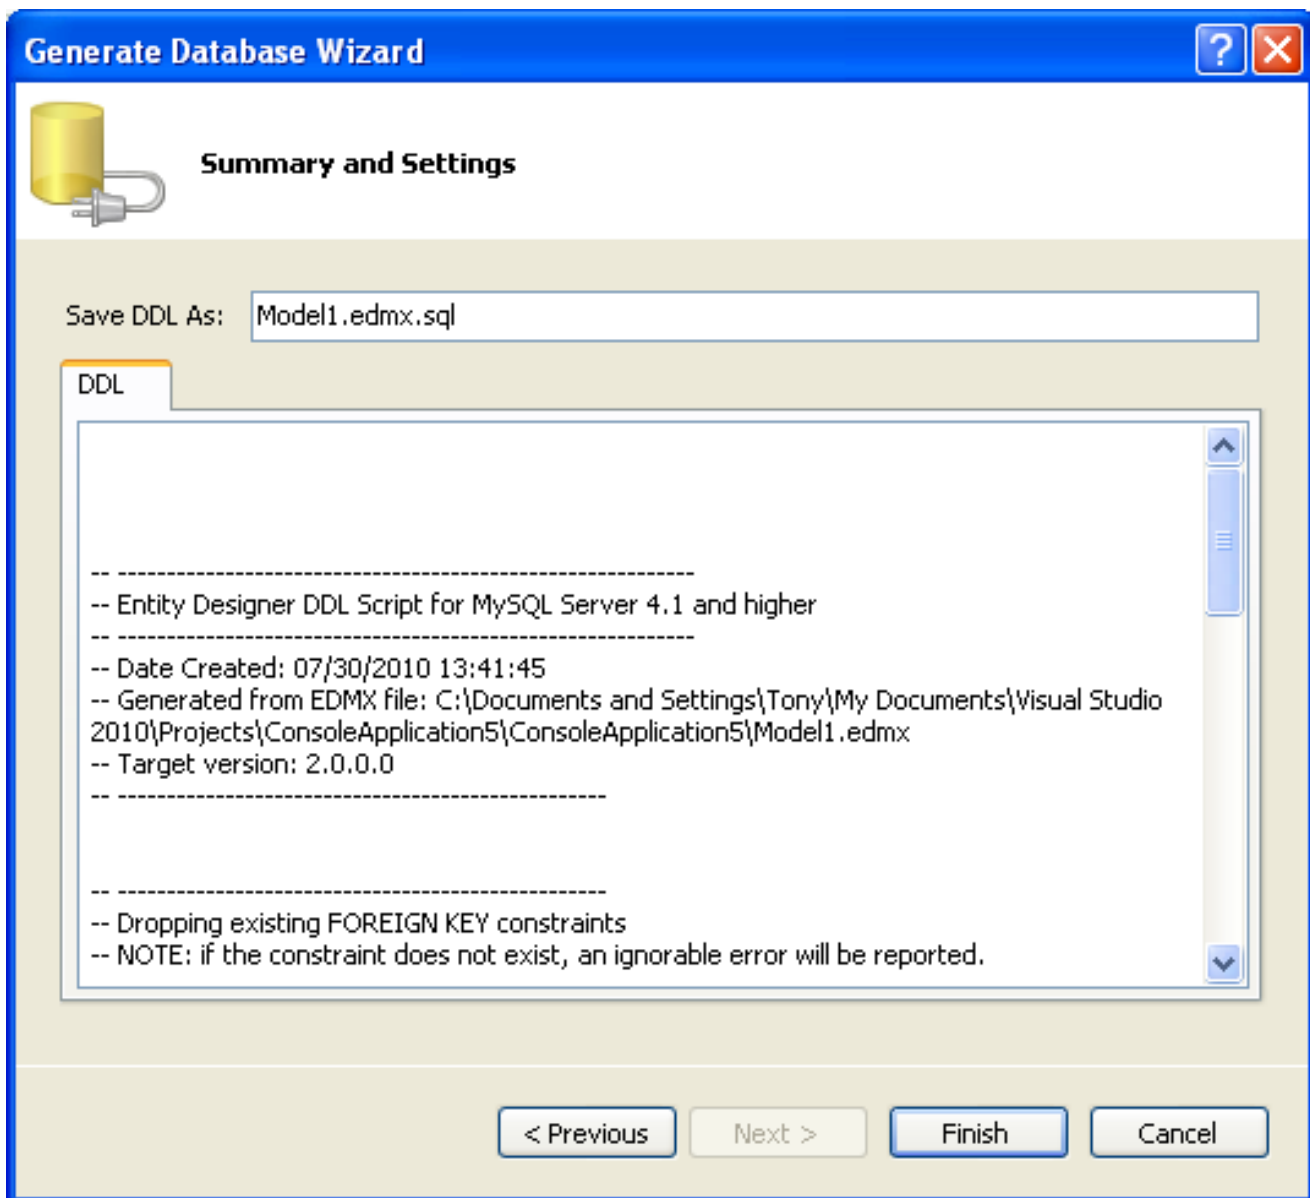 Generate Database Wizard
Summary and Settings
Save DDL As: Model1.edmx.sql
DDL
-- -----------------------------------------------------------
-- Entity Designer DDL Script for MySQL Server 4.1 and higher
-- -----------------------------------------------------------
-- Date Created: 07/30/2010 13:41:45
-- Generated from EDMX file: C:\Documents and Settings\Tony\My Documents\Visual Studio
2010\Projects\ConsoleApplication5\ConsoleApplication5\Model1.edmx
-- Target version: 2.0.0.0
-- --------------------------------------------------
-- --------------------------------------------------
-- Dropping existing FOREIGN KEY constraints
-- NOTE: if the constraint does not exist, an ignorable error will be reported.
< Previous Next > Finish Cancel